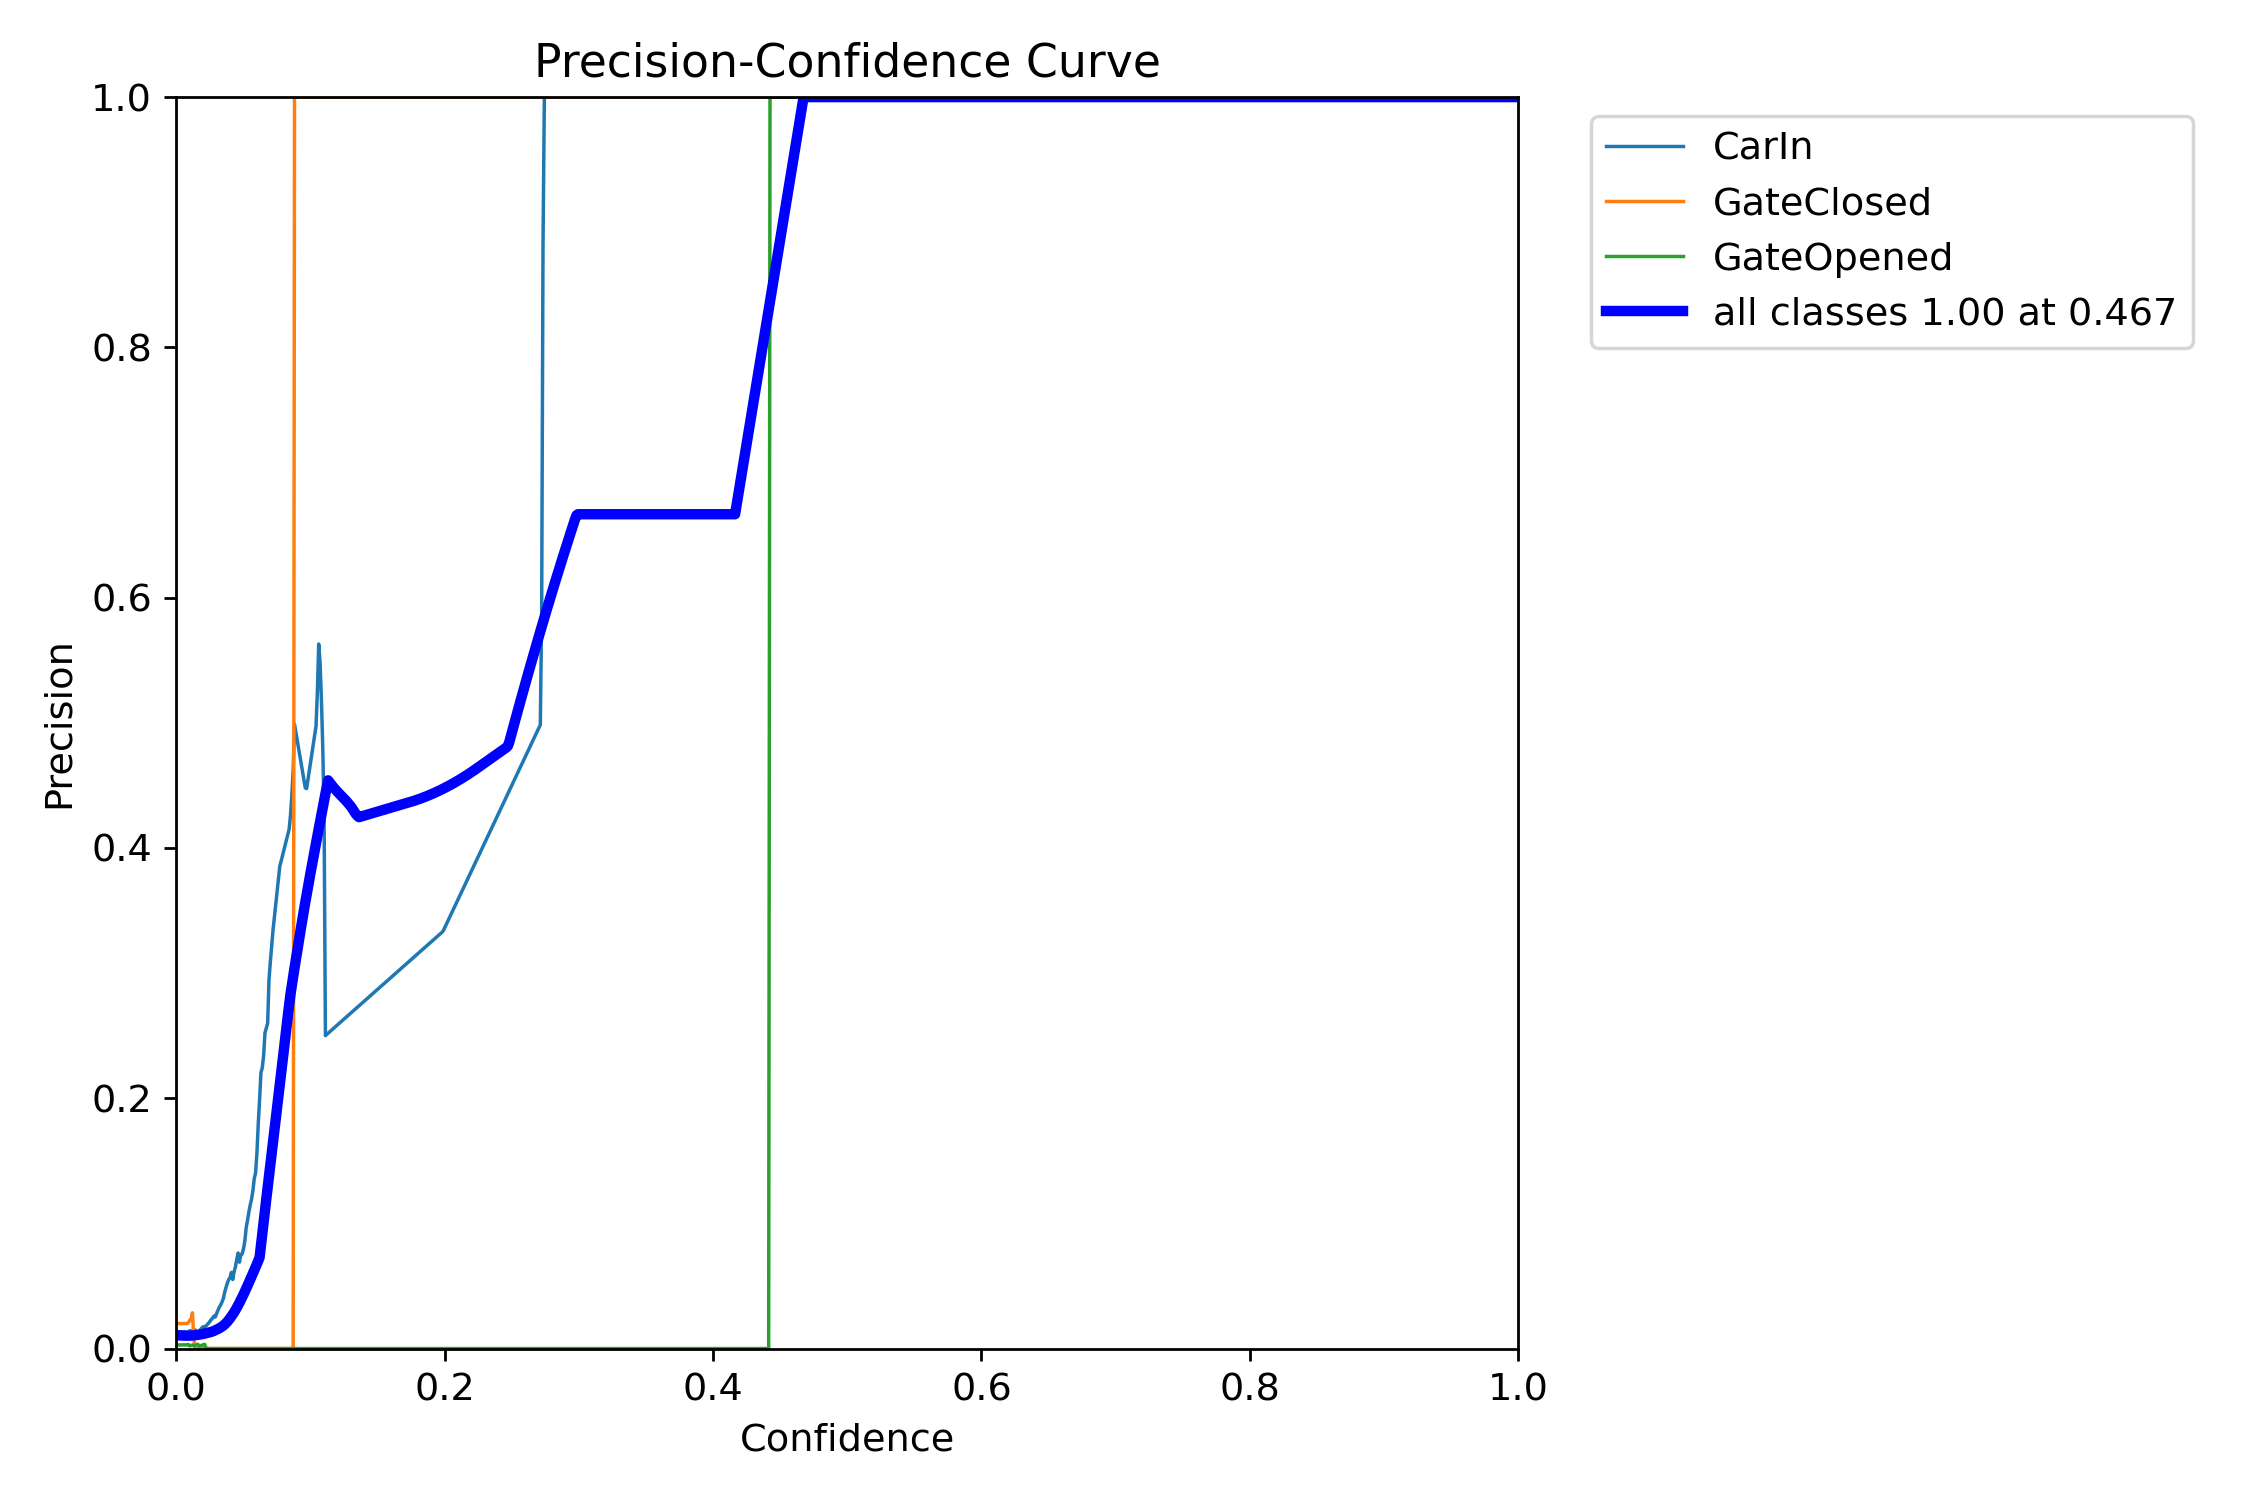 Precision-Confidence Curve
1.0
0.8
0.6
0.4
0.2
0.0
Precision
0.0 0.2 0.4 0.6 0.8 1.0
Confidence
CarIn
GateClosed
GateOpened
all classes 1.00 at 0.467